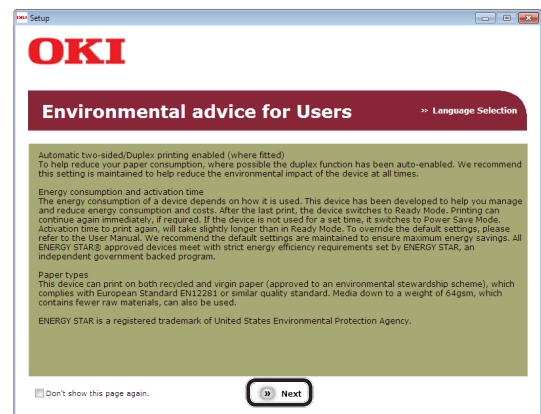 OKI Setup
OKI
Environmental advice for Users
» Language Selection
Automatic two-sided/Duplex printing enabled (where fitted)
To help reduce your paper consumption, where possible the duplex function has been auto-enabled. We recommend
this setting is maintained to help reduce the environmental impact of the device at all times.
Energy consumption and activation time
The energy consumption of a device depends on how it is used. This device has been developed to help you manage
and reduce energy consumption and costs. After the last print, the device switches to Ready Mode. Printing can
continue again immediately, if required. If the device is not used for a set time, it switches to Power Save Mode.
Activation time to print again, will take slightly longer than in Ready Mode. To override the default settings, please
refer to the User Manual. We recommend the default settings are maintained to ensure maximum energy savings. All
ENERGY STAR® approved devices meet with strict energy efficiency requirements set by ENERGY STAR, an
independent government backed program.
Paper types
This device can print on both recycled and virgin paper (approved to an environmental stewardship scheme), which
complies with European Standard EN12281 or similar quality standard. Media down to a weight of 64gsm, which
contains fewer raw materials, can also be used.
ENERGY STAR is a registered trademark of United States Environmental Protection Agency.
Don't show this page again.
» Next